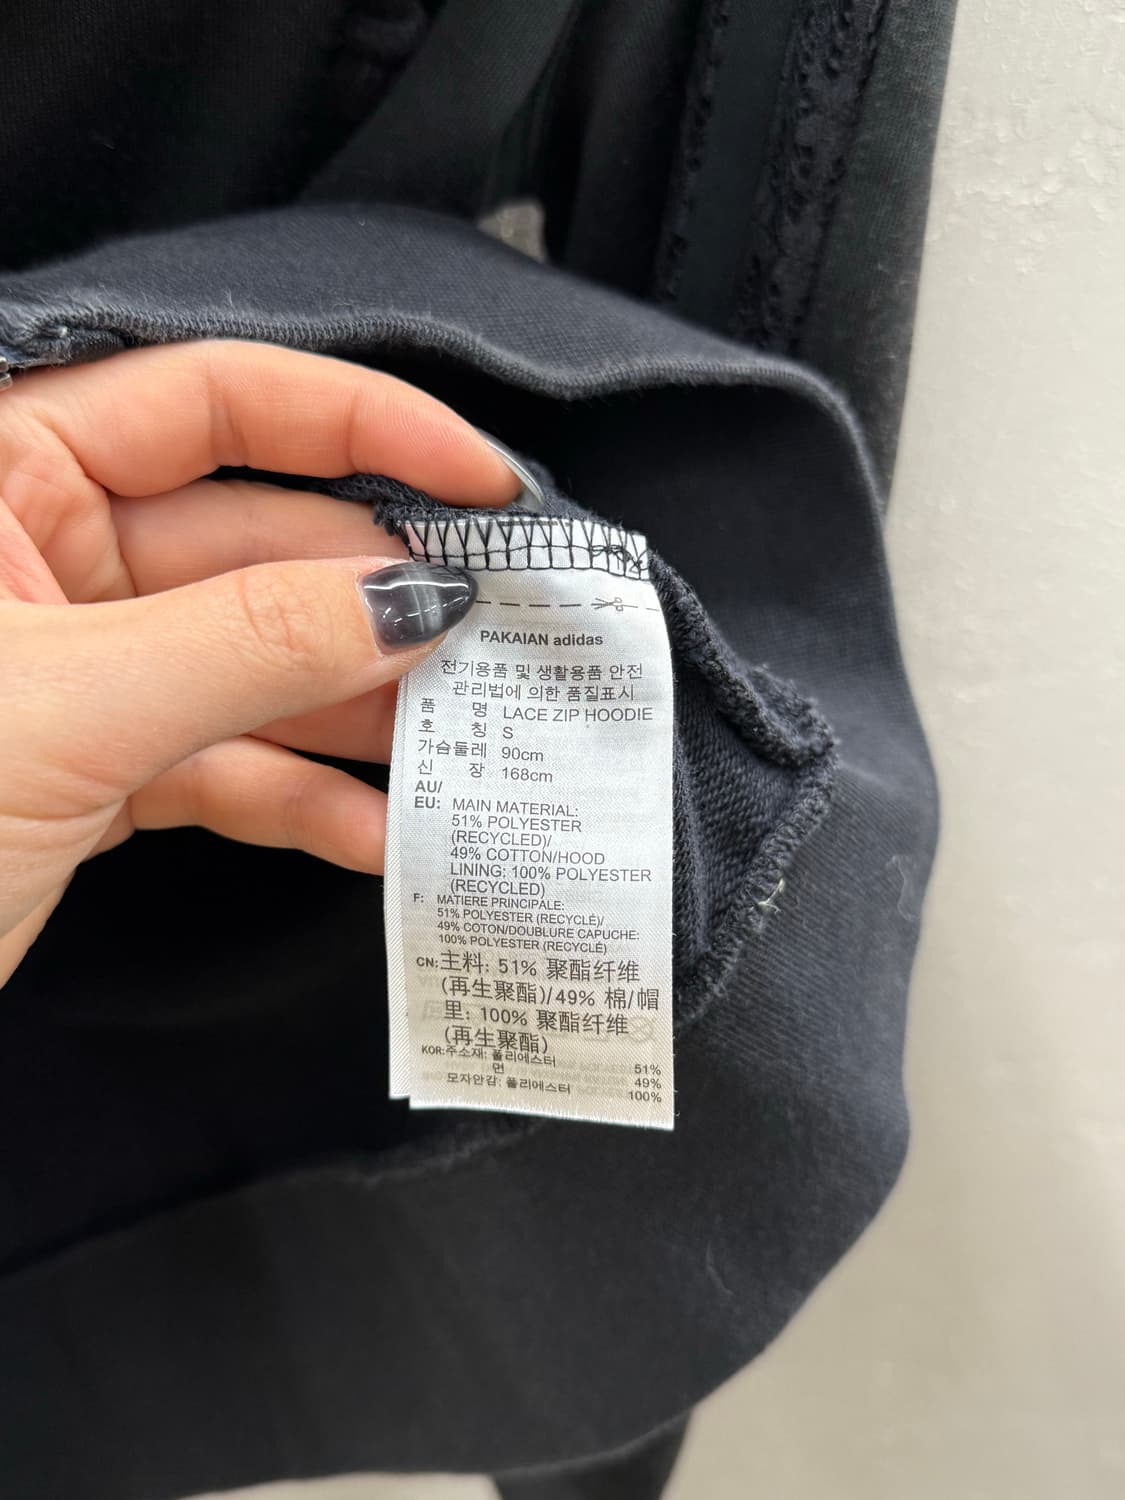 PAKAIAN adidas
전기용품 및 생활용품 안전
관리법에 의한 품질표시
품 명 LACE ZIP HOODIE
호 칭 S
가슴둘레 90cm
신 장 168cm
AU/
EU: MAIN MATERIAL:
51% POLYESTER
(RECYCLED)/
49% COTTON/HOOD
LINING: 100% POLYESTER
(RECYCLED)
F: MATIERE PRINCIPALE:
51% POLYESTER (RECYCLÉ)/
49% COTON/DOUBLURE CAPUCHE:
100% POLYESTER (RECYCLÉ)
CN: 主料: 51% 聚酯纤维
(再生聚酯)/49% 棉/帽
里: 100% 聚酯纤维
(再生聚酯)
KOR: 주소재: 폴리에스터 51%
면 49%
모자안감: 폴리에스터 100%